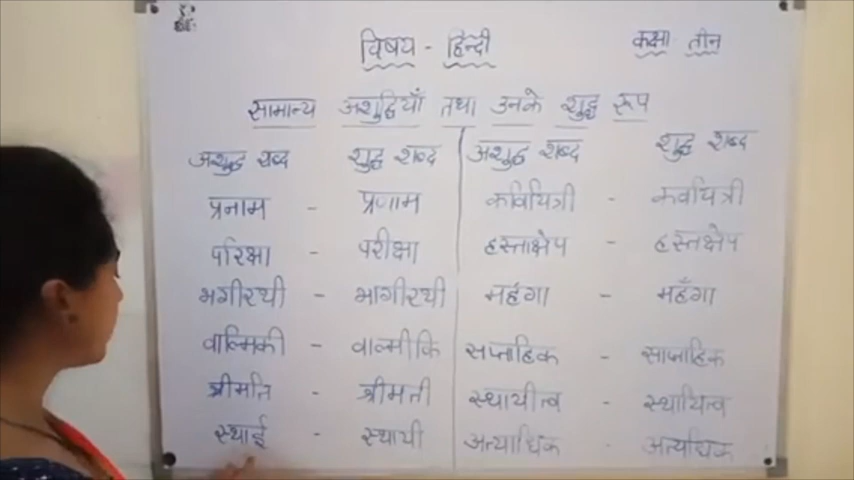 विषय - हिन्दी कक्षा तीन
सामान्य अशुद्धियाँ तथा उनके शुद्ध रूप
अशुद्ध शब्द शुद्ध शब्द अशुद्ध शब्द शुद्ध शब्द
प्रनाम - प्रणाम कवियित्री - कवयित्री
परिक्षा - परीक्षा हस्ताक्षेप - हस्तक्षेप
भगीरथी - भागीरथी महंगा - महँगा
वाल्मिकी - वाल्मीकि सप्ताहिक - साप्ताहिक
श्रीमति - श्रीमती स्थायीत्व - स्थायित्व
स्थाई - स्थायी अत्याधिक - अत्यधिक